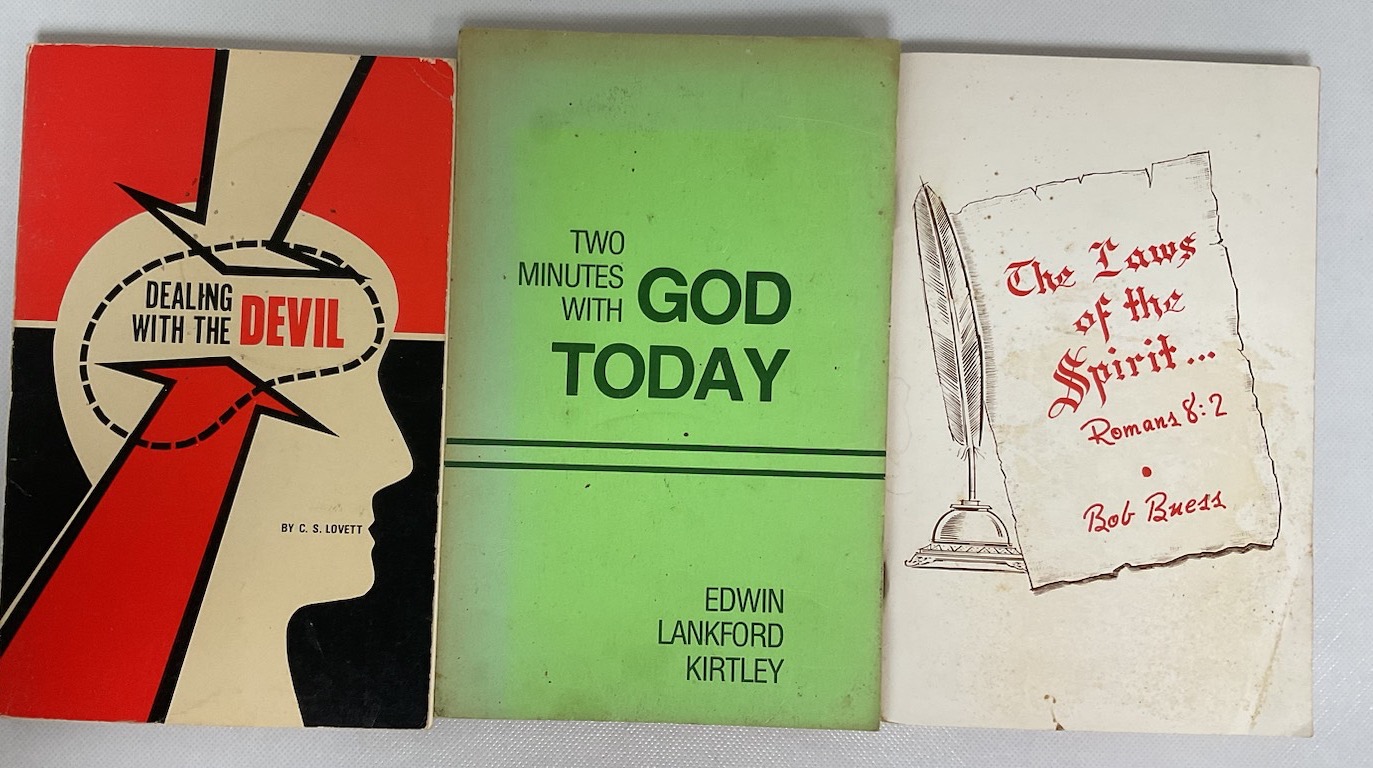 DEALING
WITH THE DEVIL
BY C. S. LOVETT
TWO
MINUTES
WITH GOD
TODAY
EDWIN
LANKFORD
KIRTLEY
The Laws
of the
Spirit...
Romans 8:2
Bob Buess